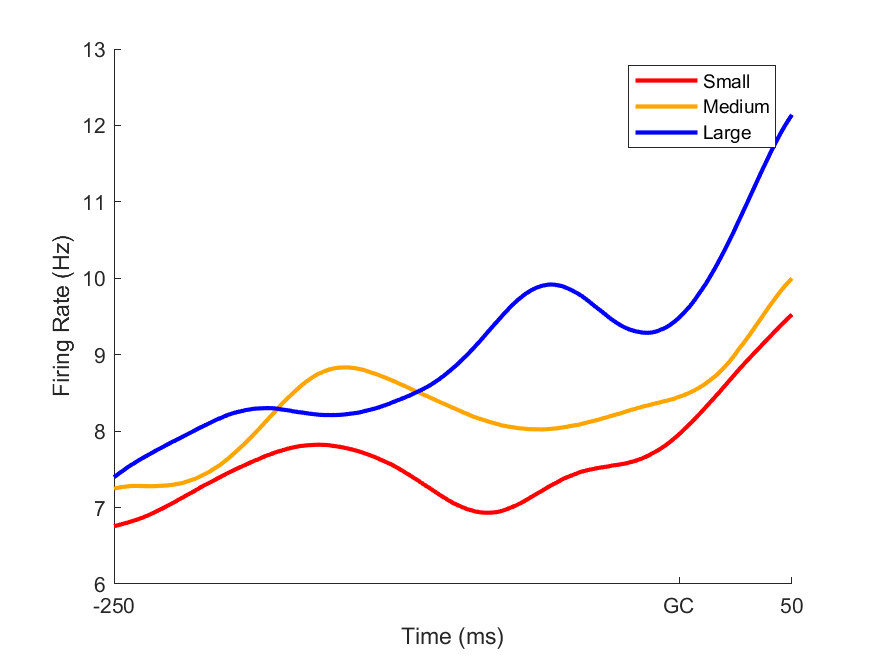 13
12
11
10
9
8
7
6
Firing Rate (Hz)
Small
Medium
Large
-250
GC
50
Time (ms)